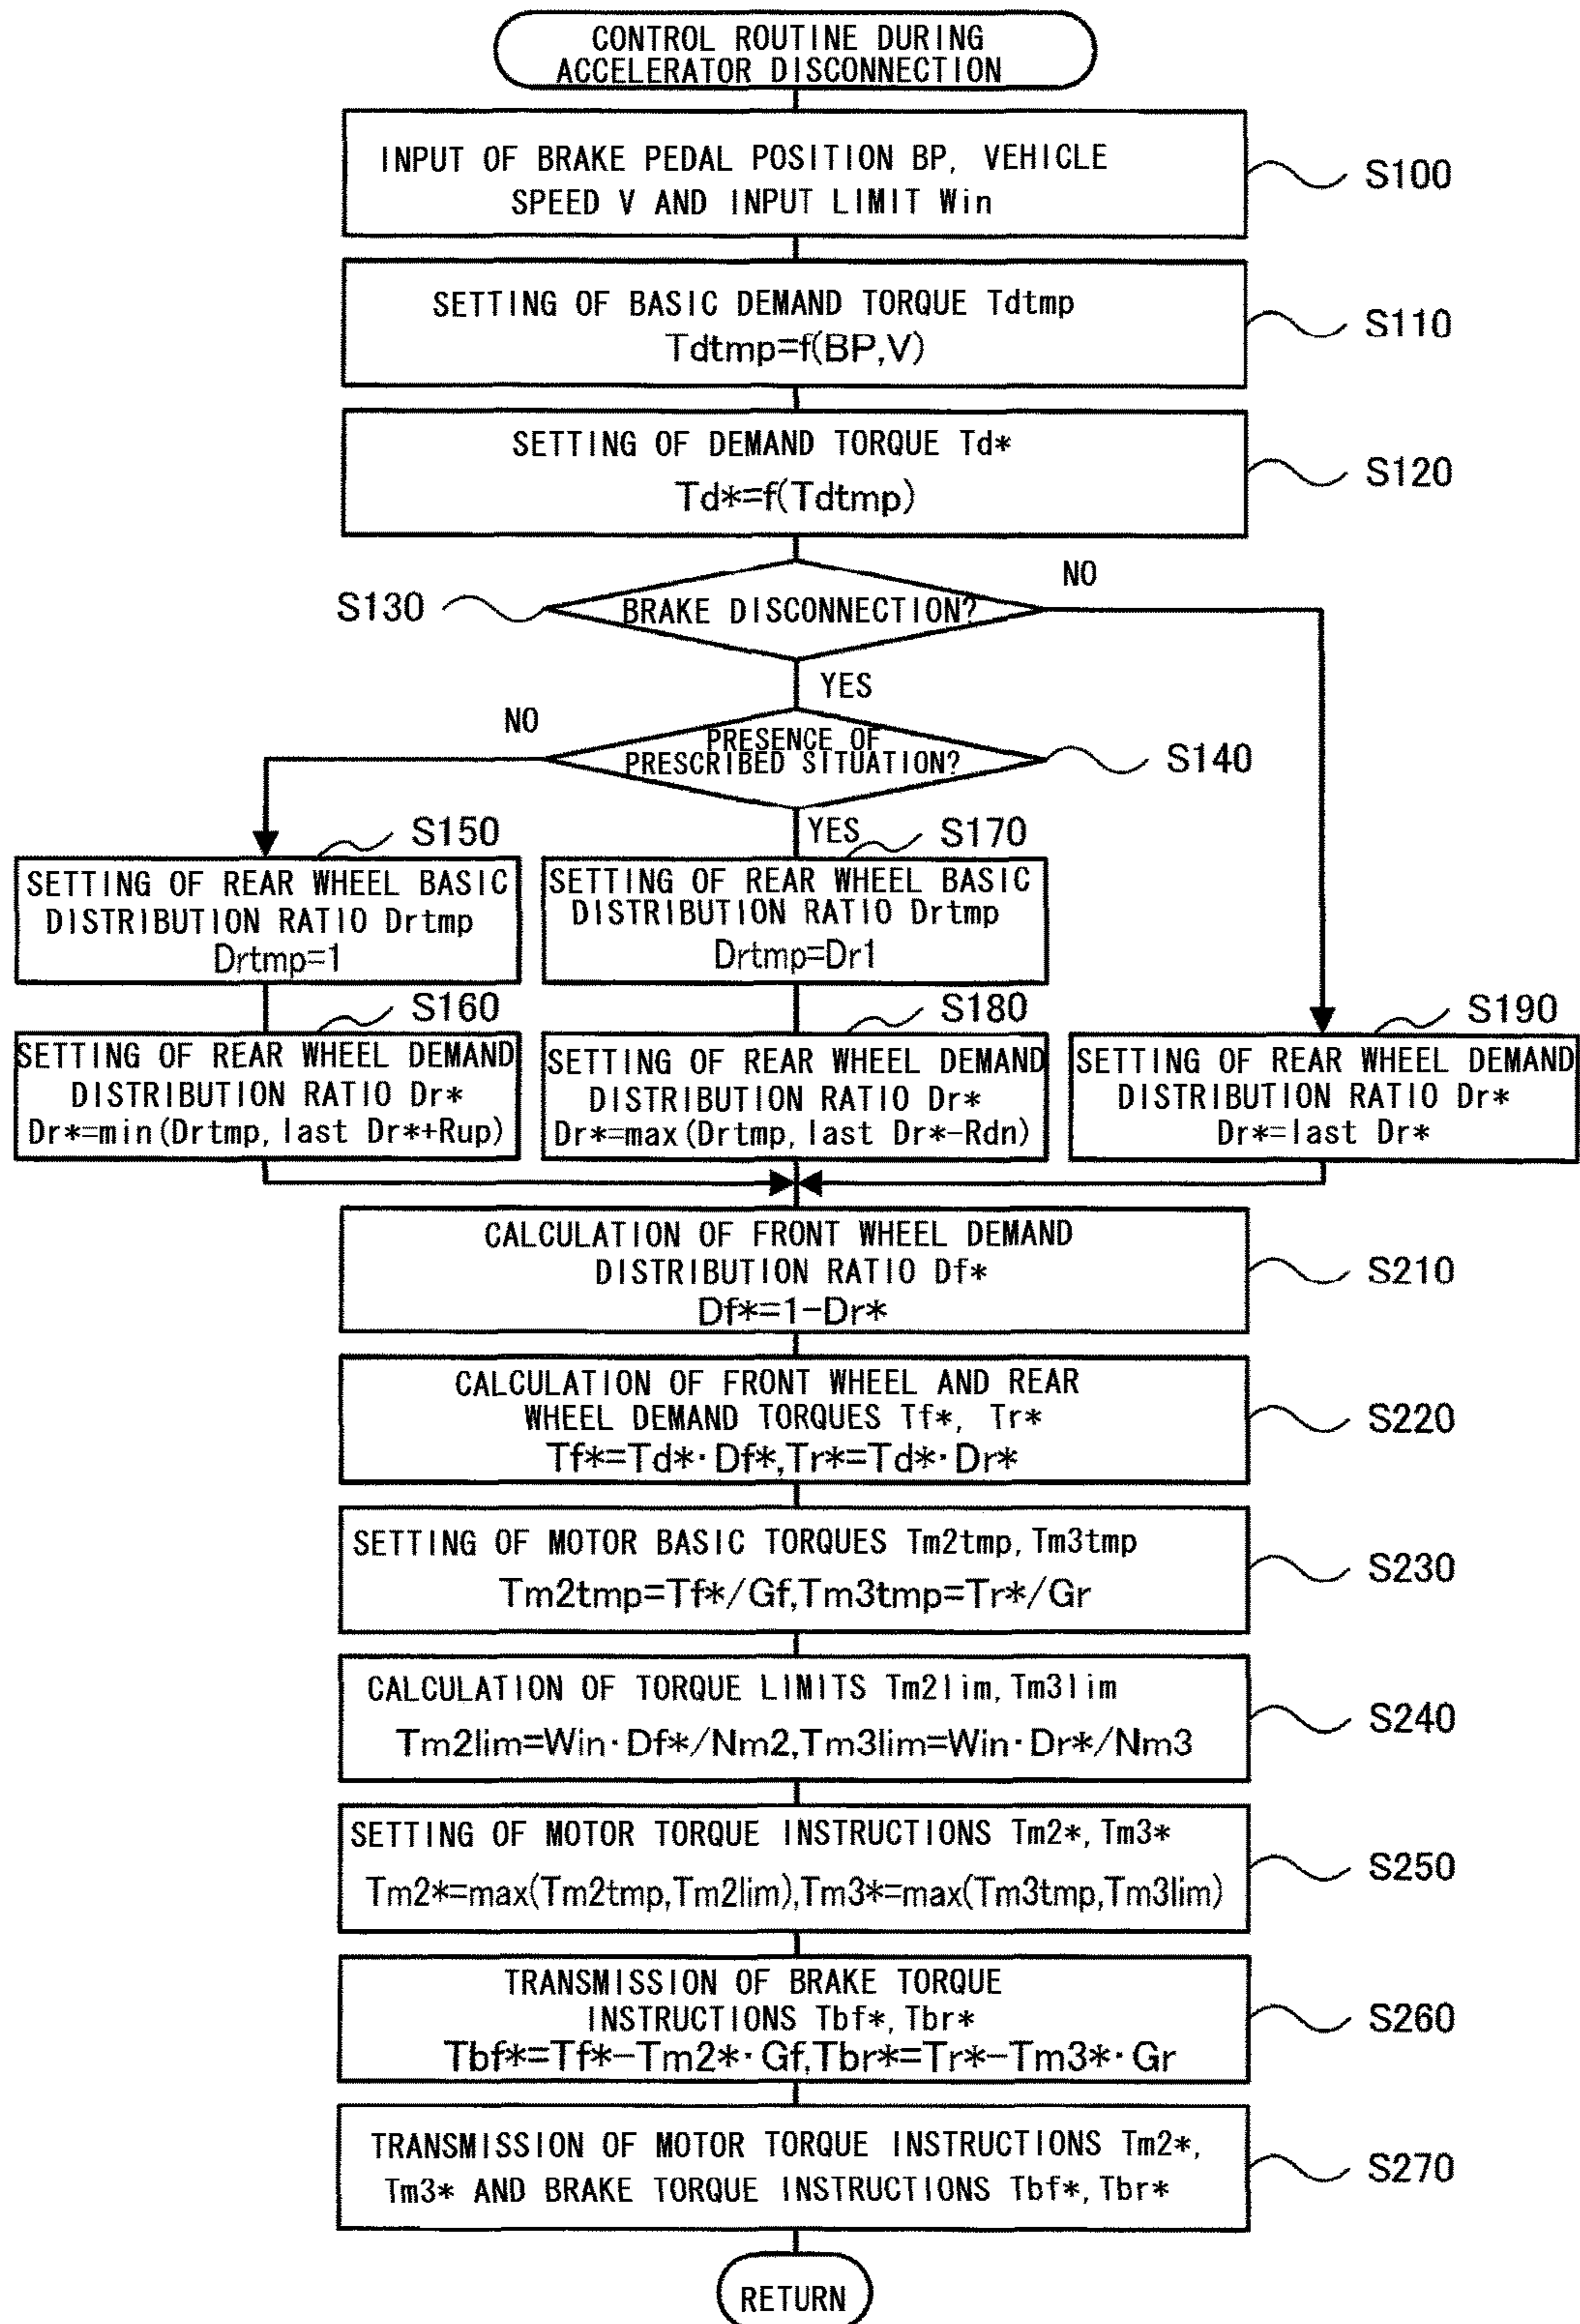 CONTROL ROUTINE DURING
ACCELERATOR DISCONNECTION
INPUT OF BRAKE PEDAL POSITION BP, VEHICLE
SPEED V AND INPUT LIMIT Win
S100
SETTING OF BASIC DEMAND TORQUE Tdtmp
Tdtmp=f(BP,V)
S110
SETTING OF DEMAND TORQUE Td*
Td*=f(Tdtmp)
S120
NO
S130
BRAKE DISCONNECTION?
YES
NO
PRESENCE OF
PRESCRIBED SITUATION?
S140
YES
S150
SETTING OF REAR WHEEL BASIC
DISTRIBUTION RATIO Drtmp
Drtmp=1
S170
SETTING OF REAR WHEEL BASIC
DISTRIBUTION RATIO Drtmp
Drtmp=Dr1
S160
SETTING OF REAR WHEEL DEMAND
DISTRIBUTION RATIO Dr*
Dr*=min(Drtmp, last Dr*+Rup)
S180
SETTING OF REAR WHEEL DEMAND
DISTRIBUTION RATIO Dr*
Dr*=max(Drtmp, last Dr*-Rdn)
S190
SETTING OF REAR WHEEL DEMAND
DISTRIBUTION RATIO Dr*
Dr*=last Dr*
CALCULATION OF FRONT WHEEL DEMAND
DISTRIBUTION RATIO Df*
Df*=1-Dr*
S210
CALCULATION OF FRONT WHEEL AND REAR
WHEEL DEMAND TORQUES Tf*, Tr*
Tf*=Td*·Df*,Tr*=Td*·Dr*
S220
SETTING OF MOTOR BASIC TORQUES Tm2tmp, Tm3tmp
Tm2tmp=Tf*/Gf,Tm3tmp=Tr*/Gr
S230
CALCULATION OF TORQUE LIMITS Tm2lim, Tm3lim
Tm2lim=Win·Df*/Nm2,Tm3lim=Win·Dr*/Nm3
S240
SETTING OF MOTOR TORQUE INSTRUCTIONS Tm2*, Tm3*
Tm2*=max(Tm2tmp,Tm2lim),Tm3*=max(Tm3tmp,Tm3lim)
S250
TRANSMISSION OF BRAKE TORQUE
INSTRUCTIONS Tbf*, Tbr*
Tbf*=Tf*-Tm2*·Gf,Tbr*=Tr*-Tm3*·Gr
S260
TRANSMISSION OF MOTOR TORQUE INSTRUCTIONS Tm2*,
Tm3* AND BRAKE TORQUE INSTRUCTIONS Tbf*, Tbr*
S270
RETURN